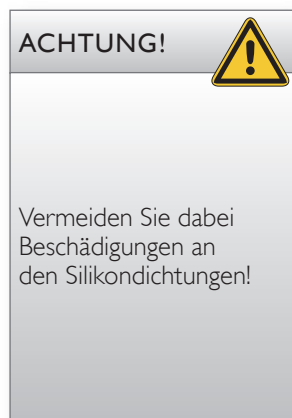 ACHTUNG!
Vermeiden Sie dabei
Beschädigungen an
den Silikondichtungen!